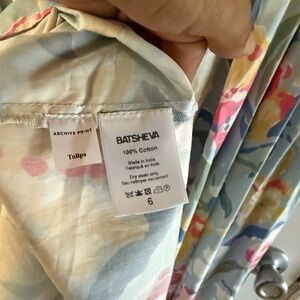 ARCHIVE PRINT
Tulips
BATSHEVA
100% Cotton
Made in India
Fabriqué en Inde
Dry clean only
Sec nettoyer seulement
6